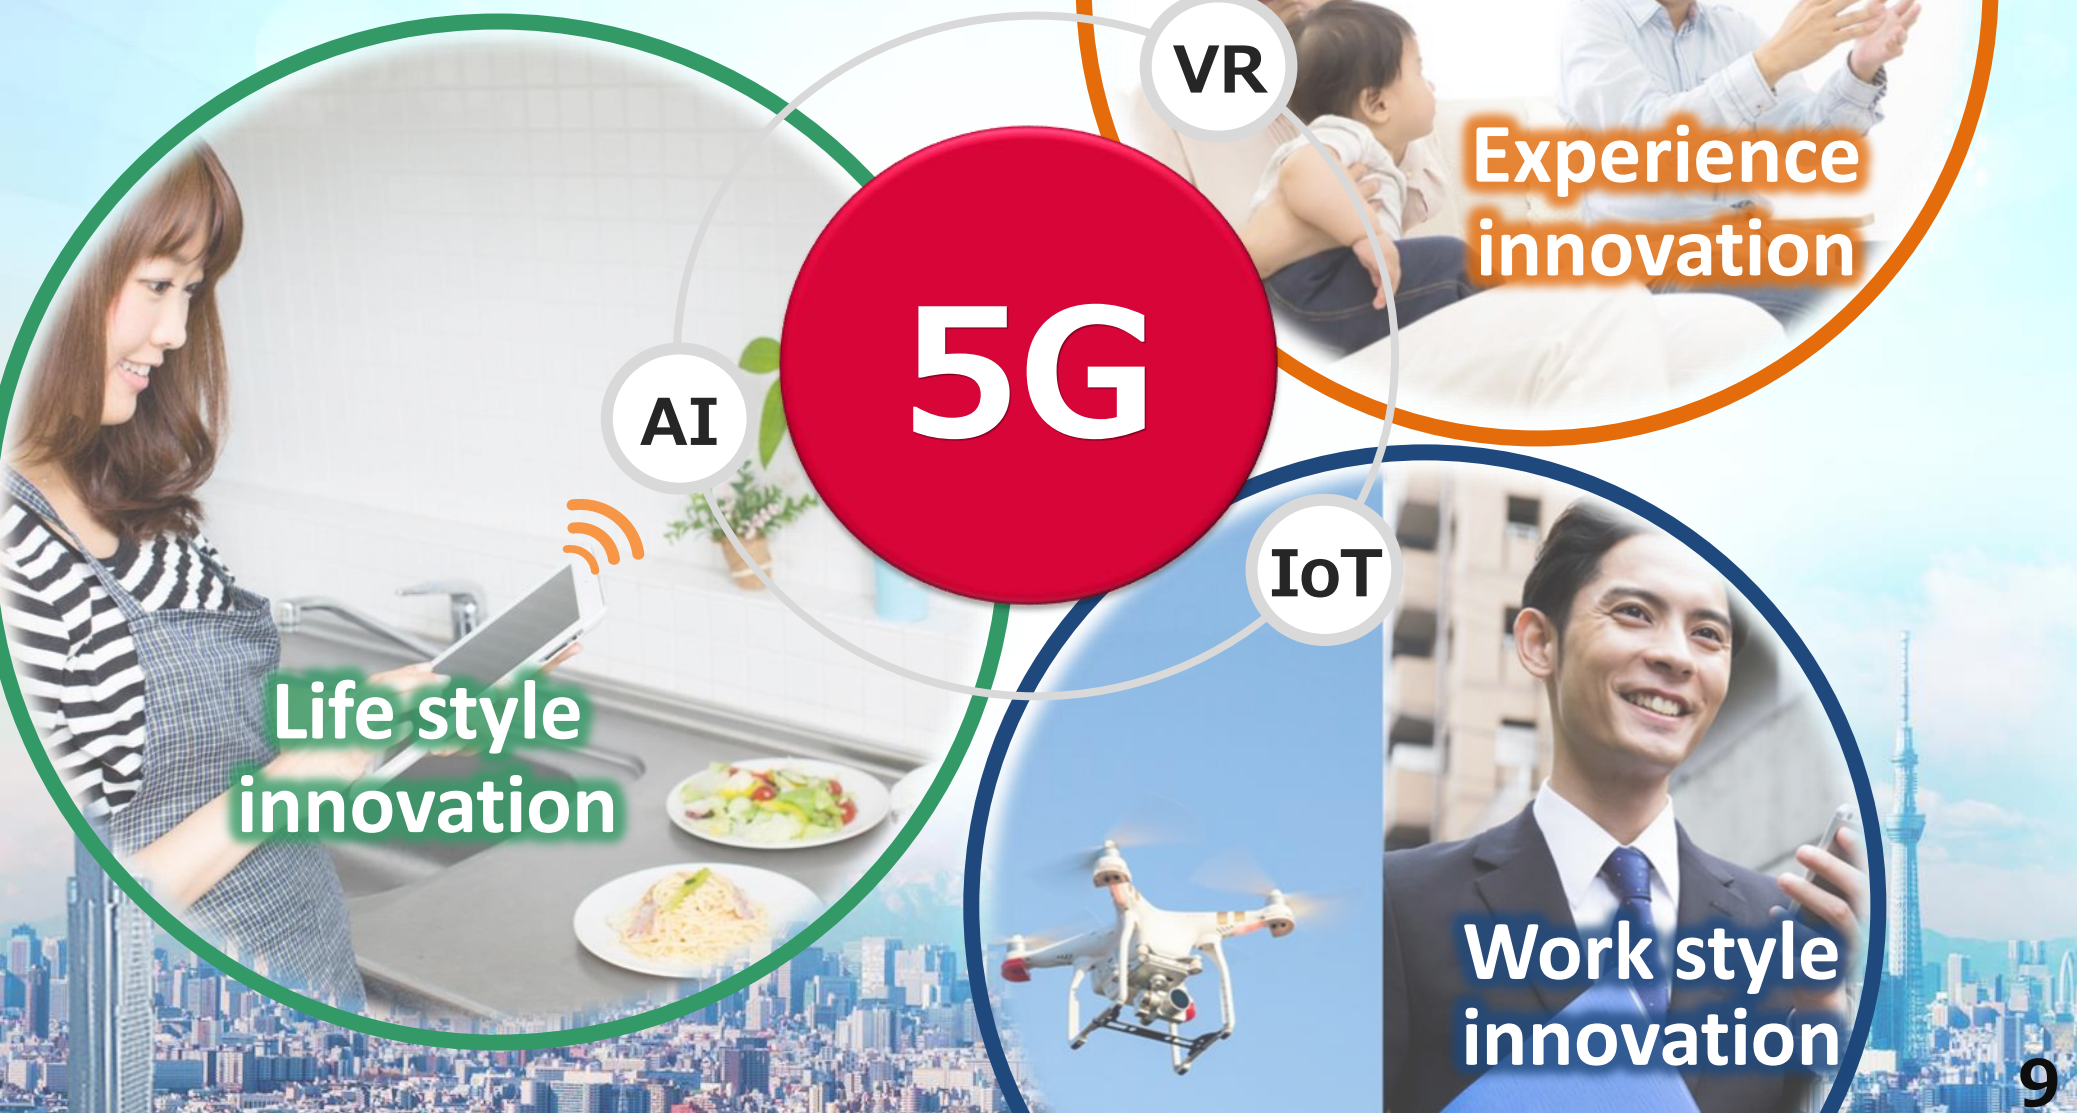 VR
Experience
innovation
5G
AI
IoT
Life style
innovation
Work style
innovation
9